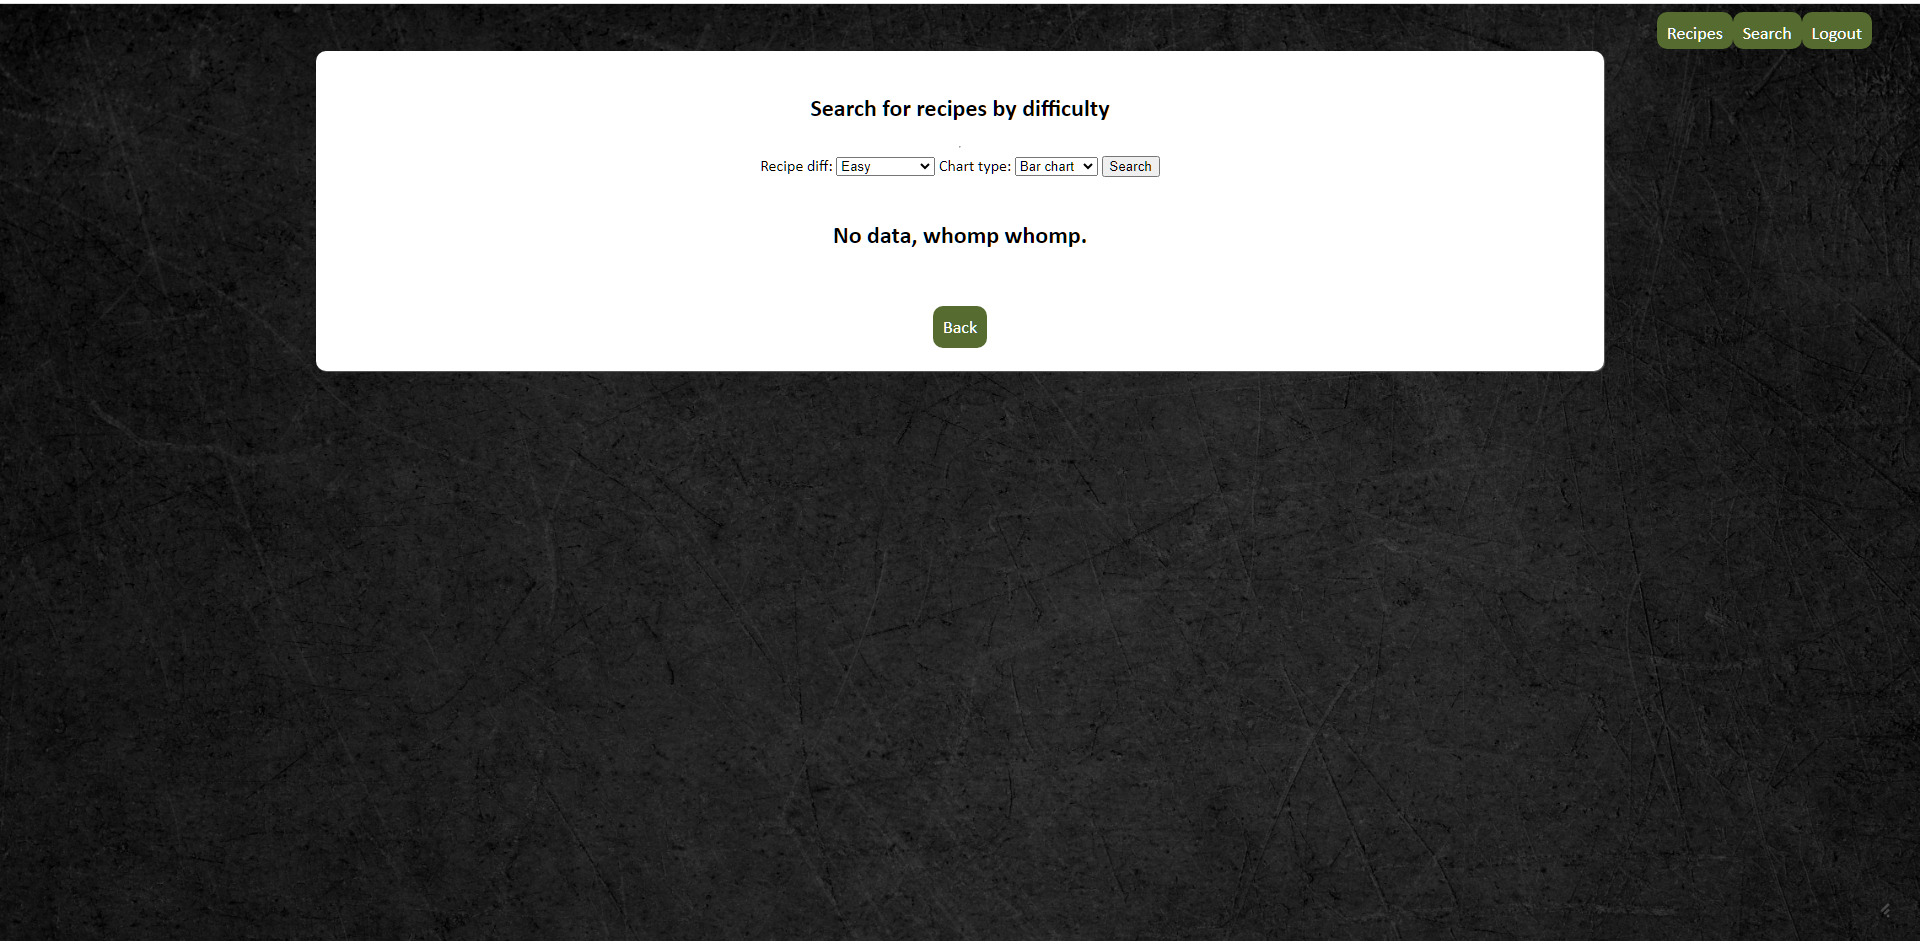 Recipes Search Logout
Search for recipes by difficulty
Recipe diff: Easy Chart type: Bar chart Search
No data, whomp whomp.
Back